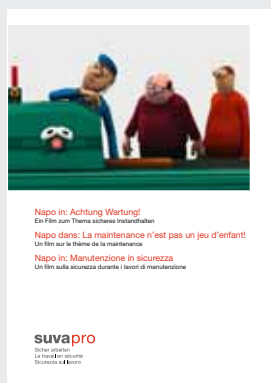 Napo in: Achtung Wartung!
Ein Film zum Thema sicheres Instandhalten
Napo dans: La maintenance n'est pas un jeu d'enfant!
Un film sur le thème de la maintenance
Napo in: Manutenzione in sicurezza
Un film sulla sicurezza durante i lavori di manutenzione
suvapro
Sicher arbeiten
Le travail en sécurité
Sicurezza sul lavoro